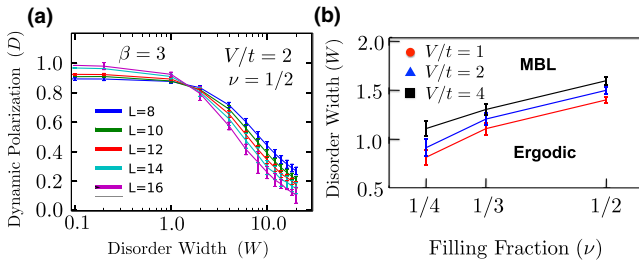 (a)
Dynamic Polarization (D)
1.0
0.8
0.6
0.4
0.2
0.0
β = 3
V/t = 2
ν = 1/2
L=8
L=10
L=12
L=14
L=16
0.1
1.0
10.0
Disorder Width (W)
(b)
Disorder Width (W)
2.0
1.5
1.0
0.5
V/t = 1
V/t = 2
V/t = 4
MBL
Ergodic
1/4
1/3
1/2
Filling Fraction (ν)